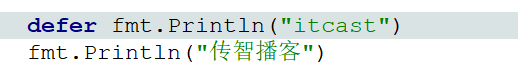 defer fmt.Println("itcast")
fmt.Println("传智播客")